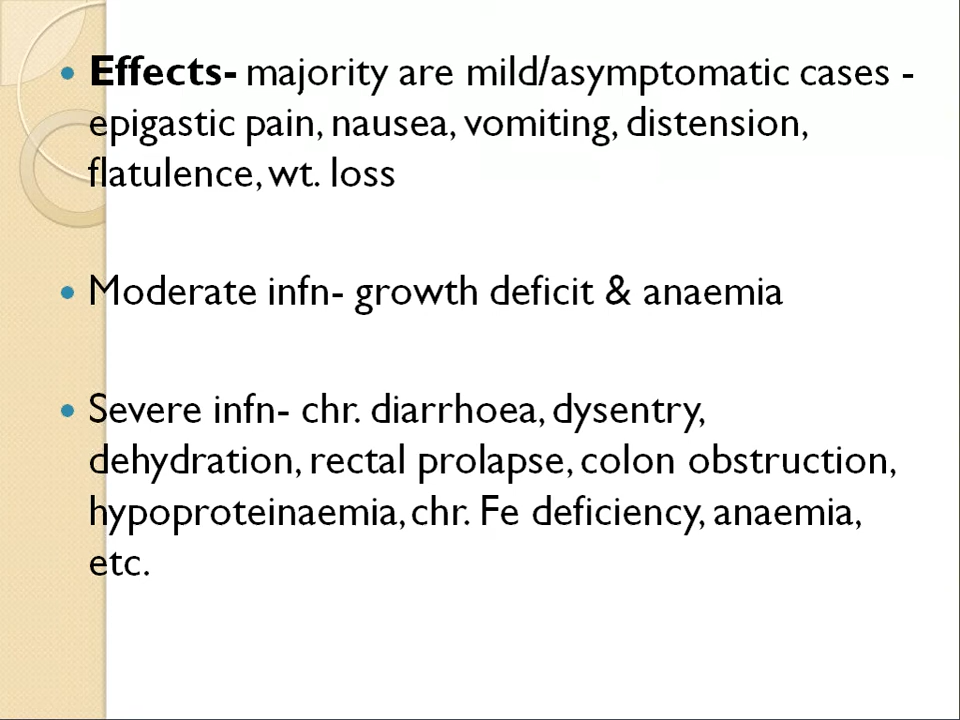 • Effects- majority are mild/asymptomatic cases -
epigastic pain, nausea, vomiting, distension,
flatulence, wt. loss
• Moderate infn- growth deficit & anaemia
• Severe infn- chr. diarrhoea, dysentry,
dehydration, rectal prolapse, colon obstruction,
hypoproteinaemia, chr. Fe deficiency, anaemia,
etc.